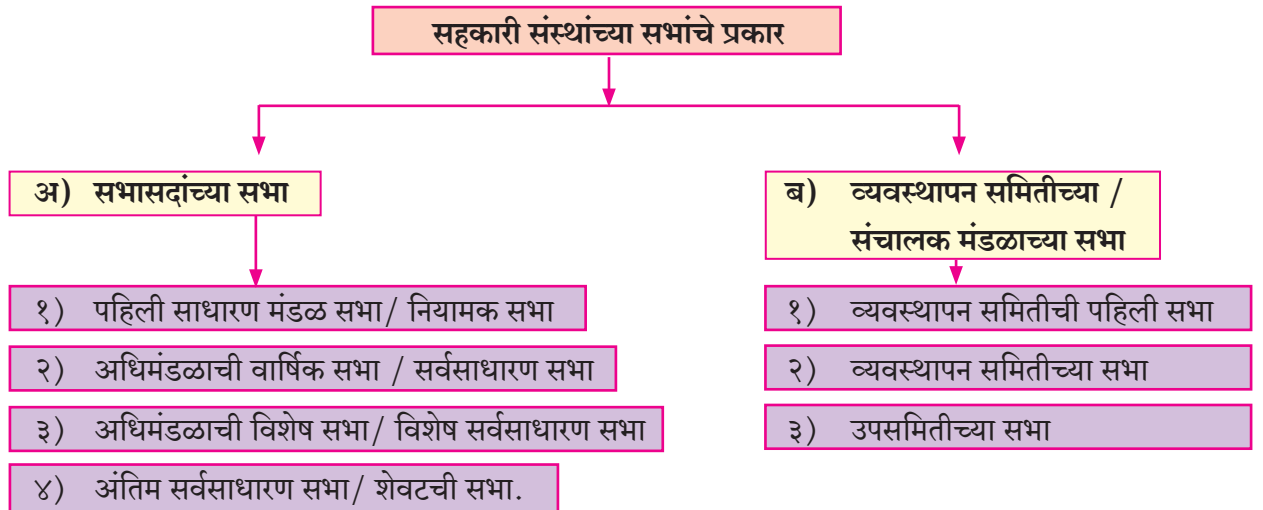 सहकारी संस्थांच्या सभांचे प्रकार
अ) सभासदांच्या सभा
१) पहिली साधारण मंडळ सभा/ नियामक सभा
२) अधिमंडळाची वार्षिक सभा / सर्वसाधारण सभा
३) अधिमंडळाची विशेष सभा/ विशेष सर्वसाधारण सभा
४) अंतिम सर्वसाधारण सभा/ शेवटची सभा.
ब) व्यवस्थापन समितीच्या /
संचालक मंडळाच्या सभा
१) व्यवस्थापन समितीची पहिली सभा
२) व्यवस्थापन समितीच्या सभा
३) उपसमितीच्या सभा